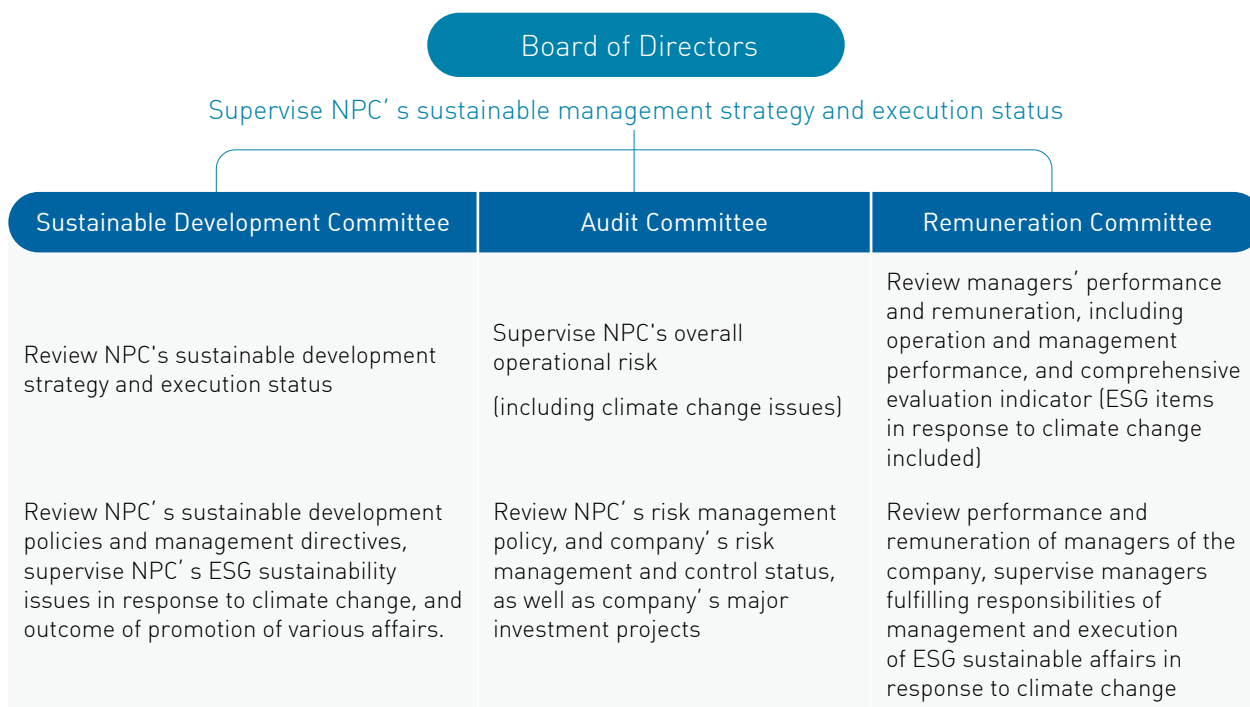 Board of Directors
Supervise NPC’ s sustainable management strategy and execution status
Sustainable Development Committee
Audit Committee
Remuneration Committee
Review NPC's sustainable development
strategy and execution status
Supervise NPC's overall
operational risk
(including climate change issues)
Review managers’ performance
and remuneration, including
operation and management
performance, and comprehensive
evaluation indicator (ESG items
in response to climate change
included)
Review NPC’ s sustainable development
policies and management directives,
supervise NPC’ s ESG sustainability
issues in response to climate change, and
outcome of promotion of various affairs.
Review NPC’ s risk management
policy, and company’ s risk
management and control status,
as well as company’ s major
investment projects
Review performance and
remuneration of managers of the
company, supervise managers
fulfilling responsibilities of
management and execution
of ESG sustainable affairs in
response to climate change